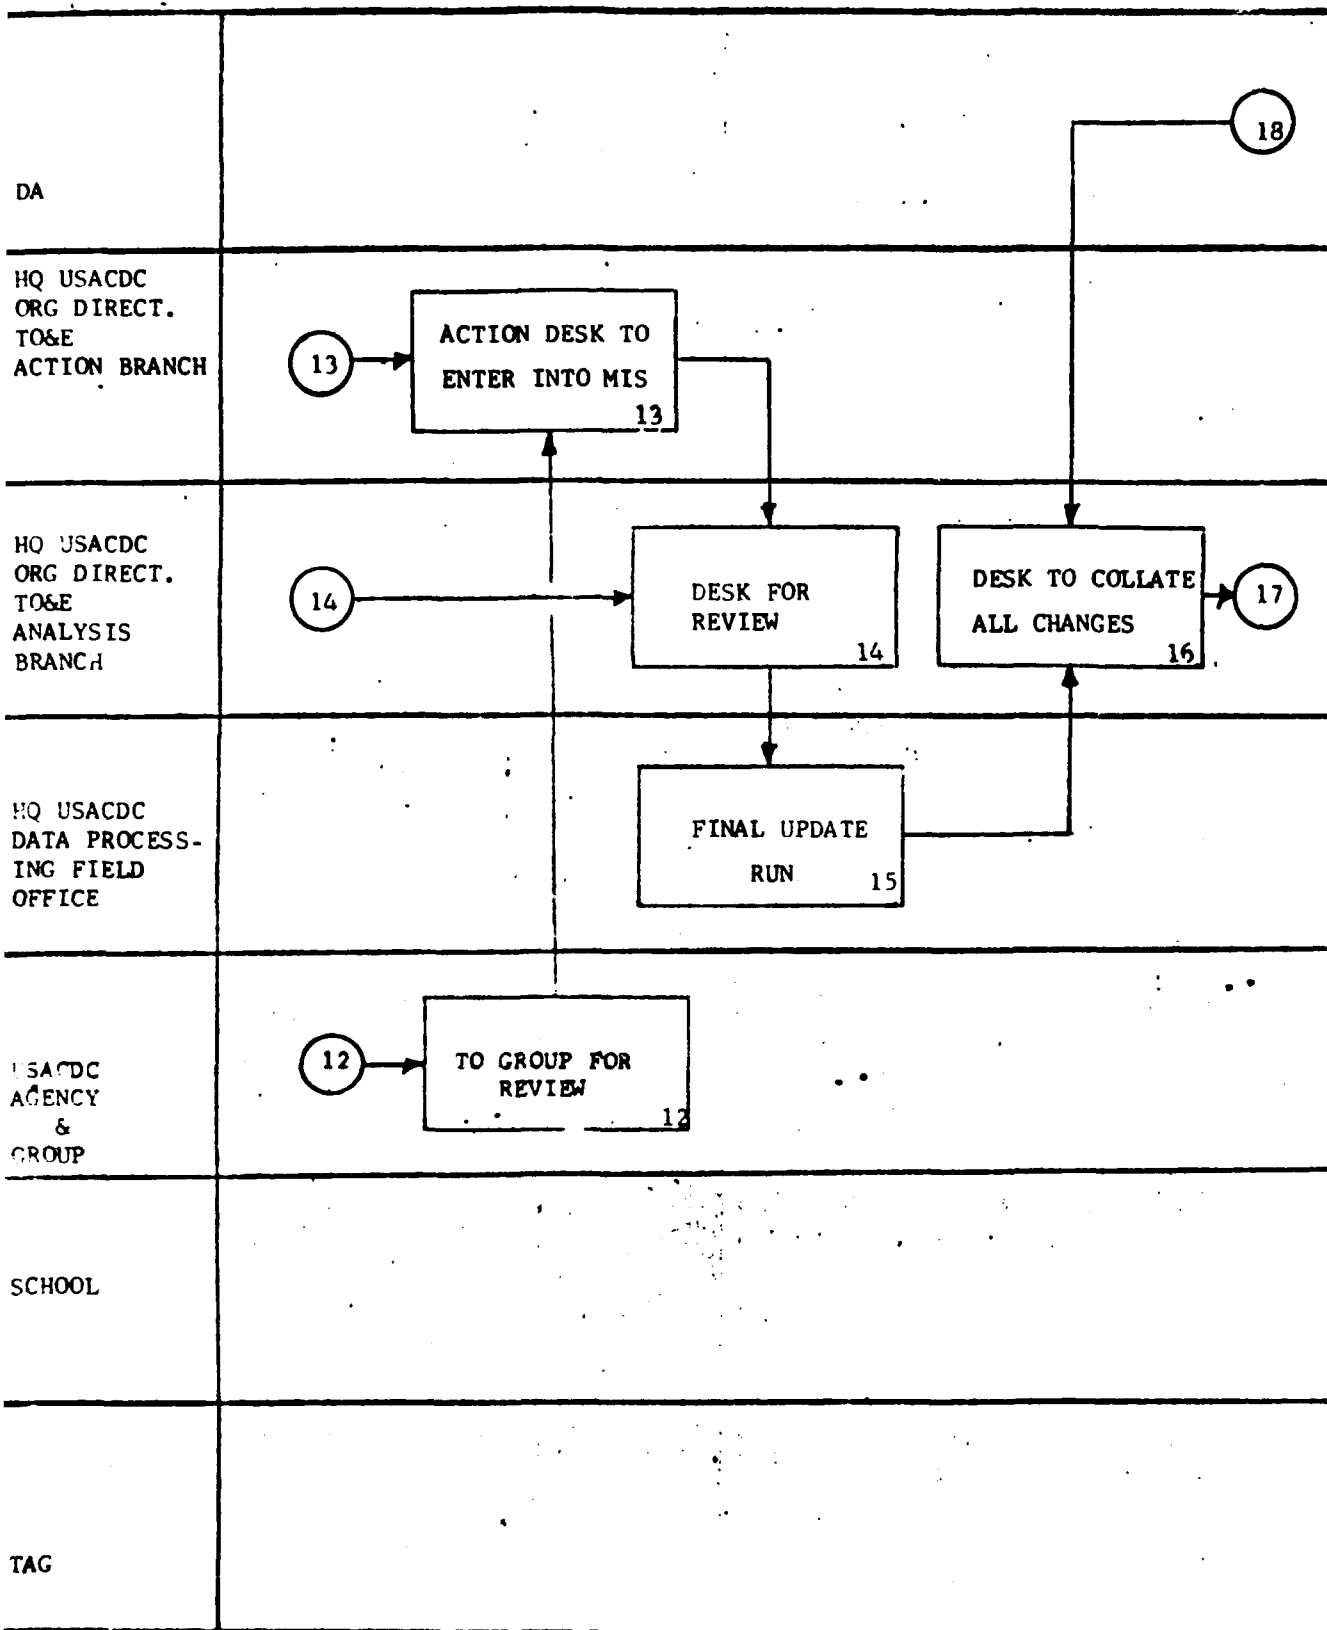 18
DA
HQ USACDC
ORG DIRECT.
TO&E
ACTION BRANCH
13
ACTION DESK TO
ENTER INTO MIS
13
HQ USACDC
ORG DIRECT.
TO&E
ANALYSIS
BRANCH
14
DESK FOR
REVIEW
14
DESK TO COLLATE
ALL CHANGES
16
17
HQ USACDC
DATA PROCESS-
ING FIELD
OFFICE
FINAL UPDATE
RUN
15
USACDC
AGENCY
&
GROUP
12
TO GROUP FOR
REVIEW
12
SCHOOL
TAG